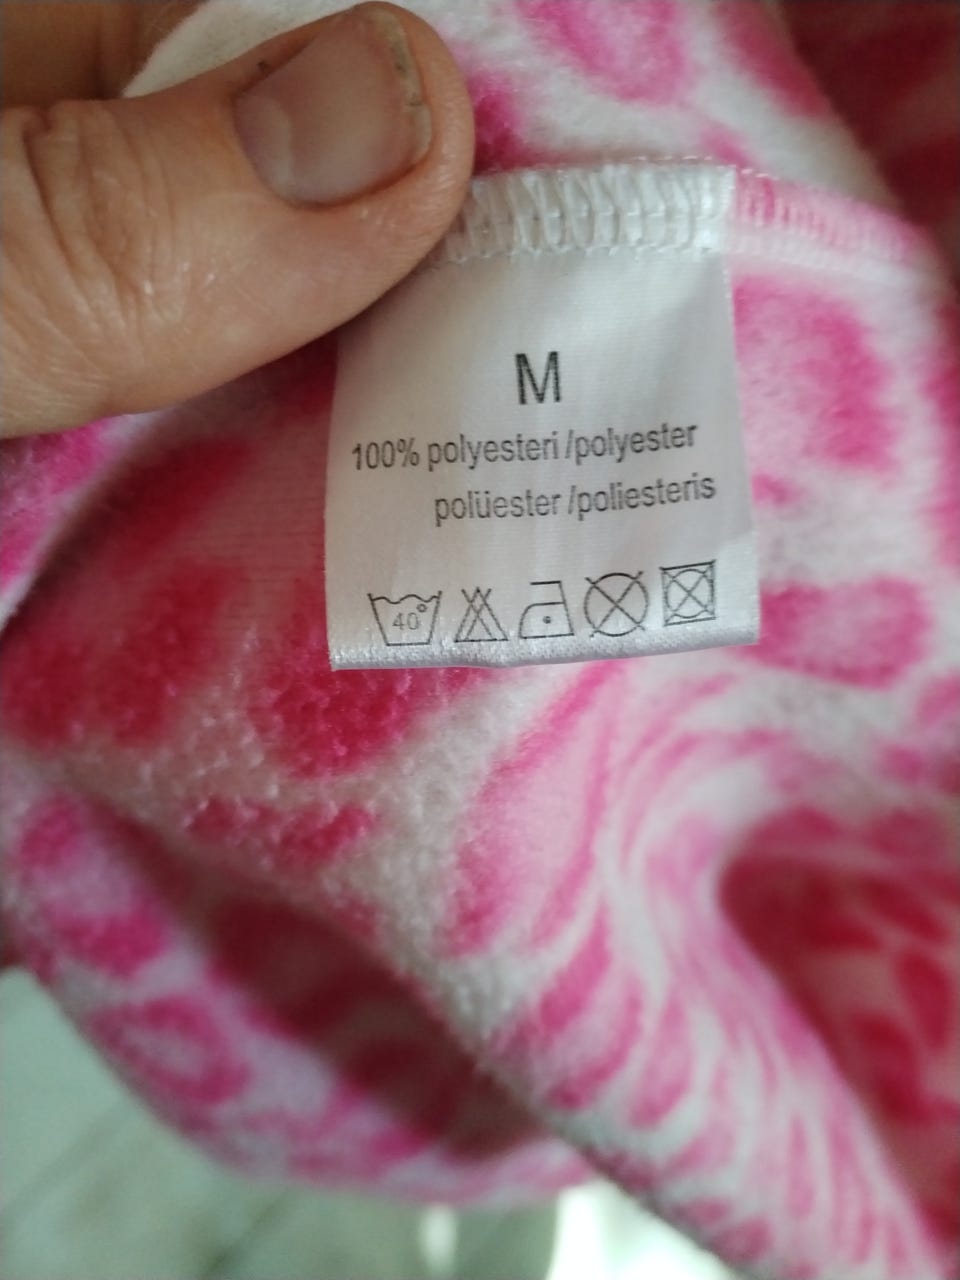 M
100% polyesteri /polyester
polüester /poliesteris
40°